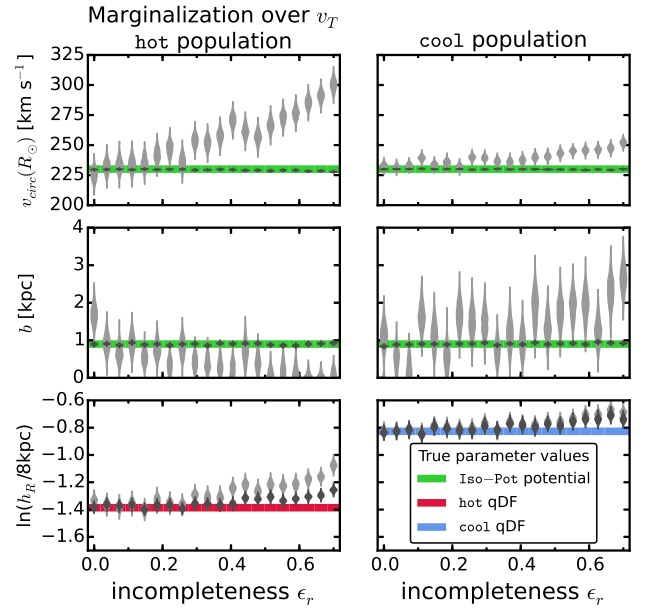 Marginalization over v_T
hot population
cool population
v_circ(R_⊙) [km s⁻¹]
325
300
275
250
225
200
b [kpc]
4
3
2
1
0
ln(h_R/8kpc)
−0.6
−0.8
−1.0
−1.2
−1.4
−1.6
True parameter values
Iso−Pot potential
hot qDF
cool qDF
0.0 0.2 0.4 0.6
0.0 0.2 0.4 0.6
incompleteness ϵ_r
incompleteness ϵ_r